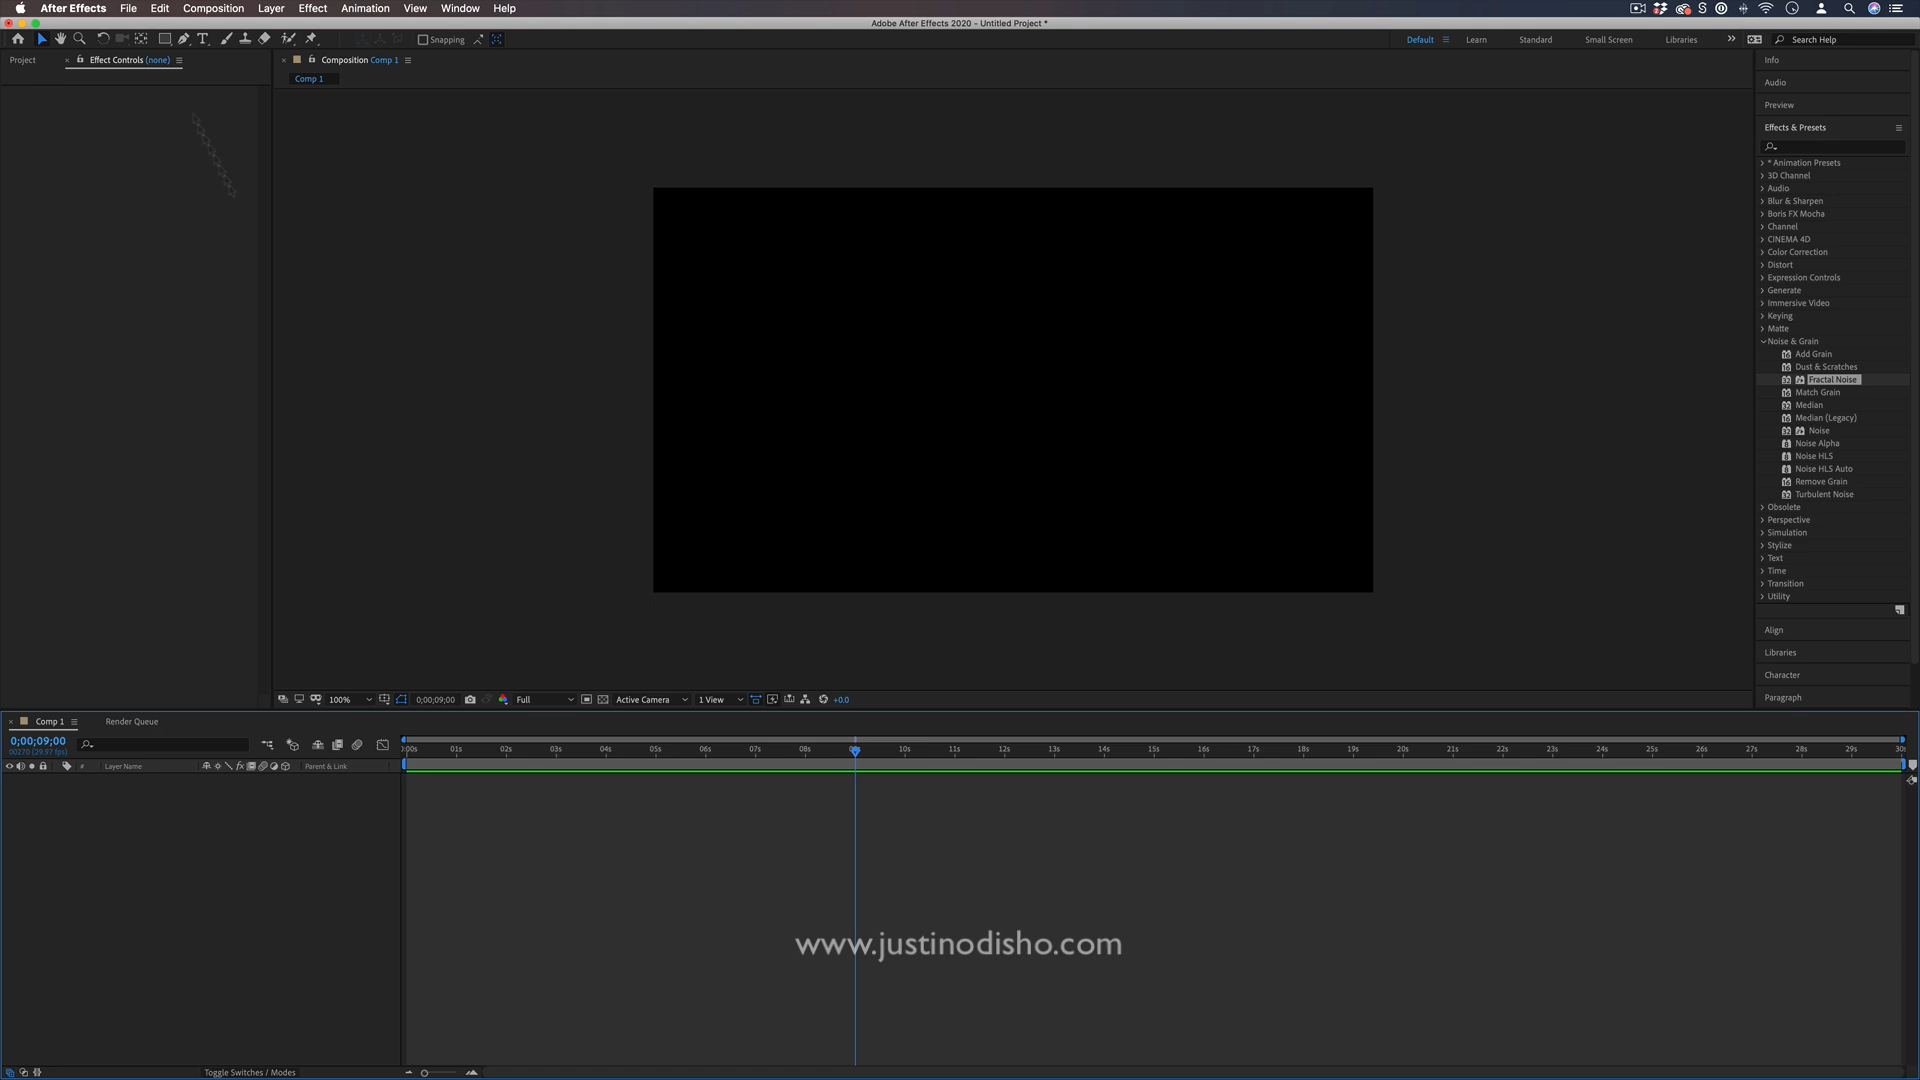 After Effects File Edit Composition Layer Effect Animation View Window Help
Adobe After Effects 2020 - Untitled Project *
Snapping
Default Learn Standard Small Screen Libraries Search Help
Project Effect Controls (none)
Composition Comp 1
Comp 1
Info
Audio
Preview
Effects & Presets
* Animation Presets
3D Channel
Audio
Blur & Sharpen
Boris FX Mocha
Channel
CINEMA 4D
Color Correction
Distort
Expression Controls
Generate
Immersive Video
Keying
Matte
Noise & Grain
Add Grain
Dust & Scratches
Fractal Noise
Match Grain
Median
Median (Legacy)
Noise
Noise Alpha
Noise HLS
Noise HLS Auto
Remove Grain
Turbulent Noise
Obsolete
Perspective
Simulation
Stylize
Text
Time
Transition
Utility
Align
Libraries
Character
Paragraph
100% 0;00;09;00 Full Active Camera 1 View +0.0
Comp 1 Render Queue
0;00;09;00
00270 (29.97 fps)
01s 02s 03s 04s 05s 06s 07s 08s 10s 11s 12s 13s 14s 15s 16s 17s 18s 19s 20s 21s 22s 23s 24s 25s 26s 27s 28s 29s
# Layer Name Parent & Link
www.justinodisho.com
Toggle Switches / Modes